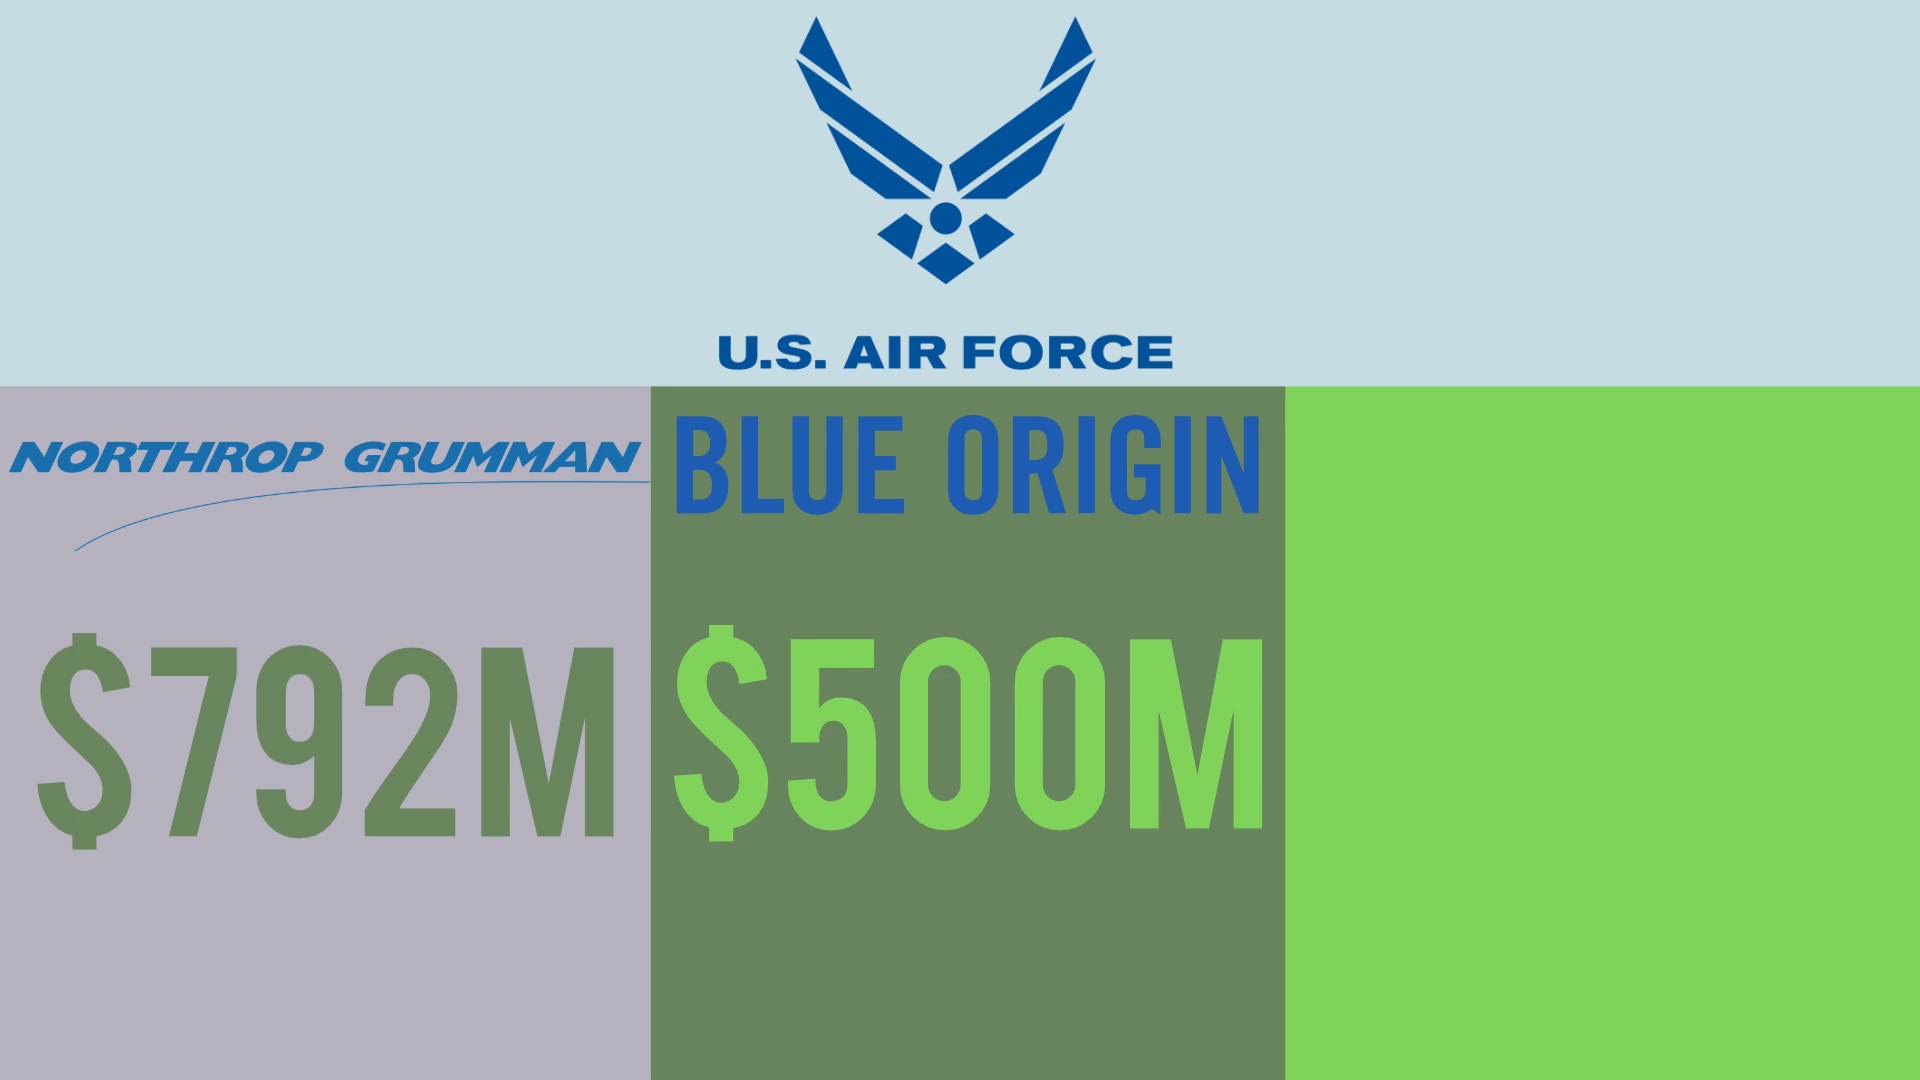 U.S. AIR FORCE
NORTHROP GRUMMAN
BLUE ORIGIN
$792M
$500M